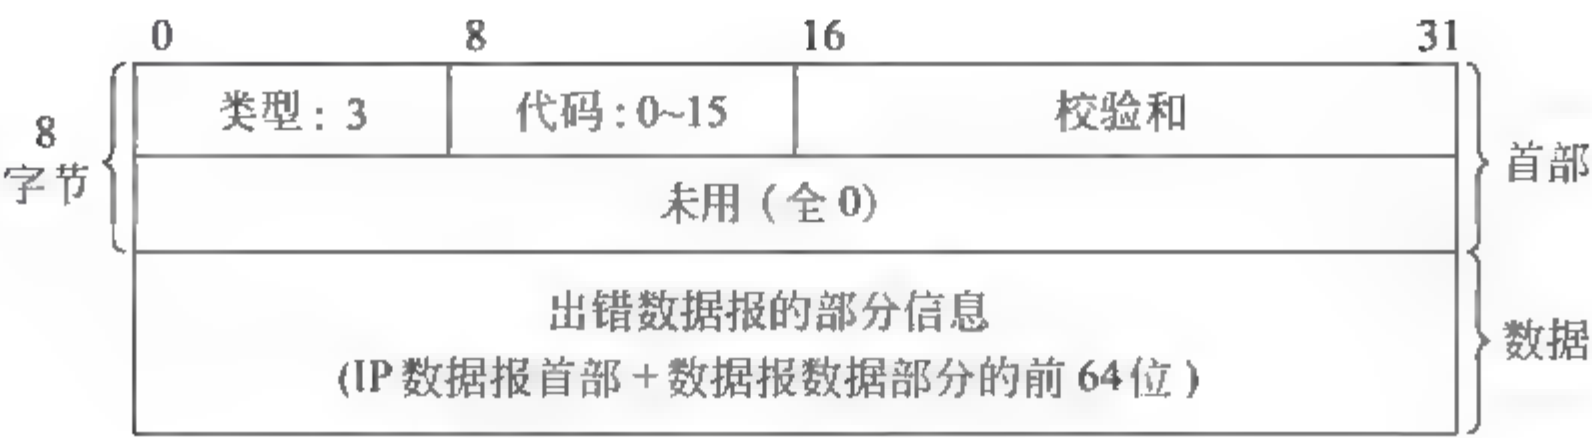 0 8 16 31
类型: 3 代码:0~15 校验和
8
字节
首部
未用(全0)
出错数据报的部分信息
(IP数据报首部+数据报数据部分的前64位)
数据